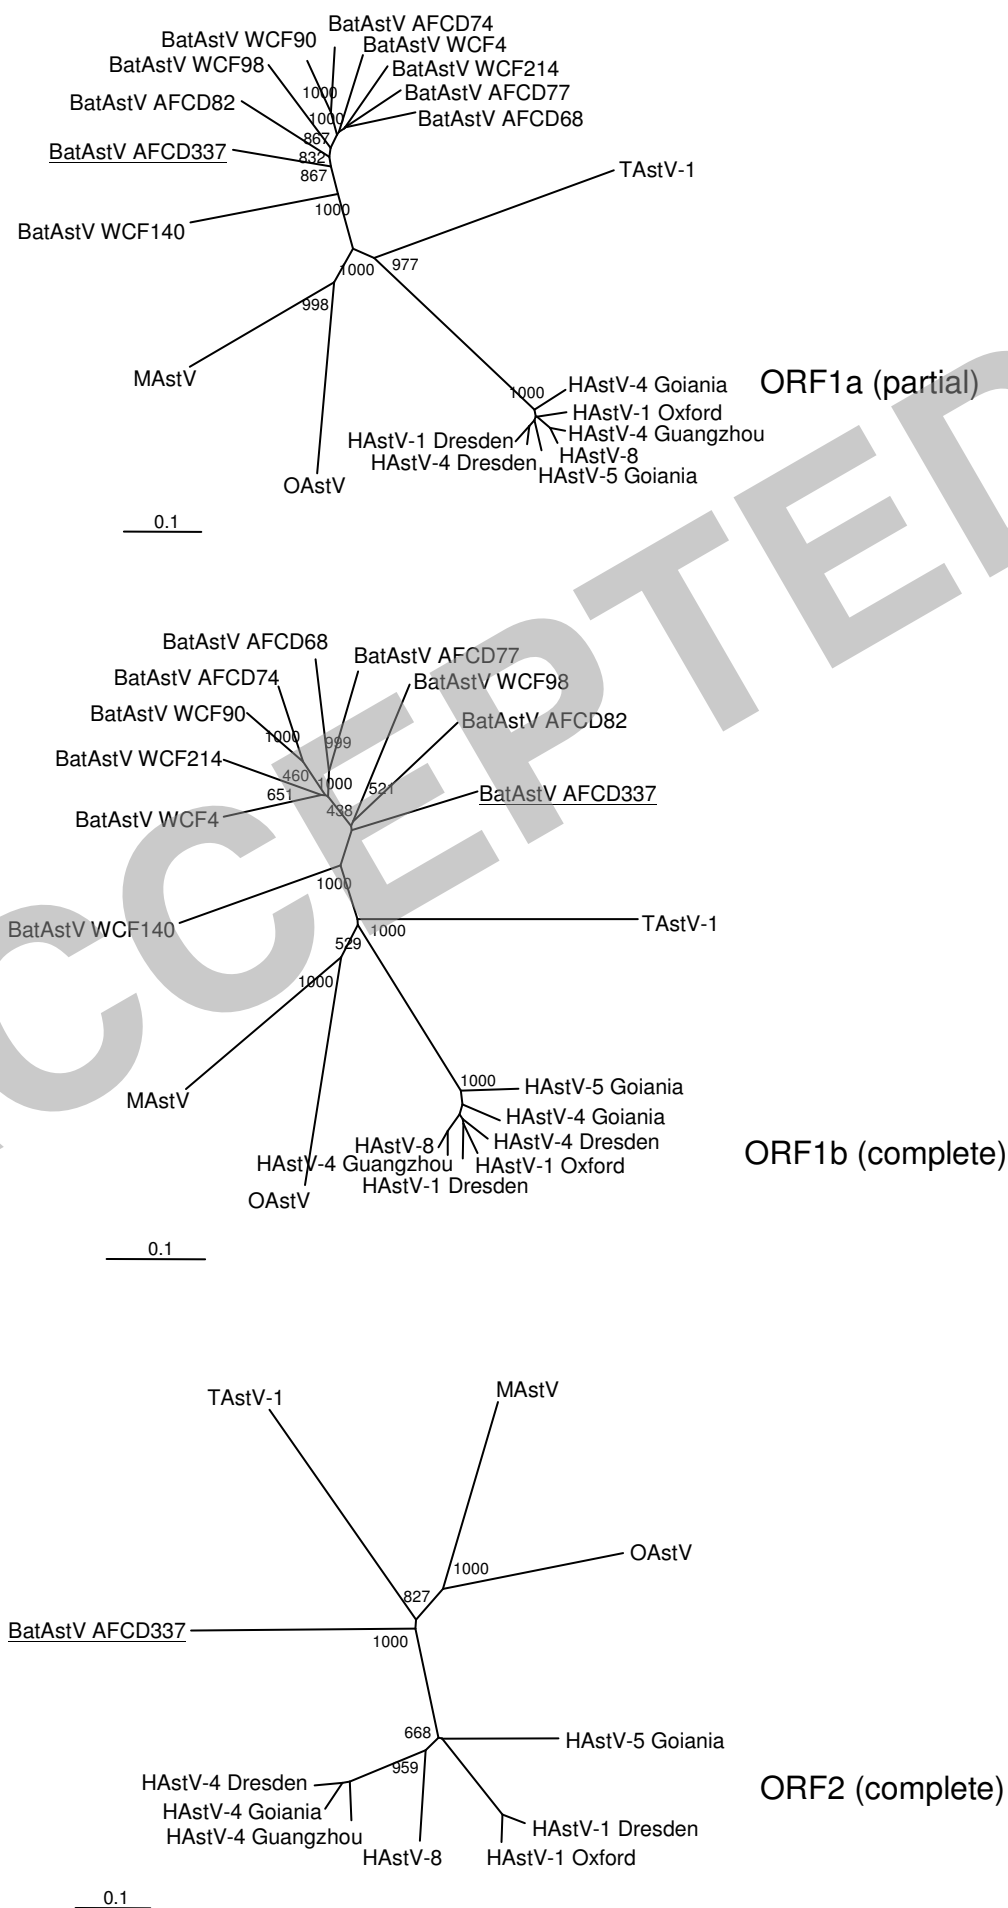 BatAstV AFCD74
BatAstV WCF90
BatAstV WCF4
BatAstV WCF98
BatAstV WCF214
BatAstV AFCD77
BatAstV AFCD82
BatAstV AFCD68
1000
1000
867
BatAstV AFCD337
832
867
TAstV-1
1000
BatAstV WCF140
1000
977
998
MAstV
ORF1a (partial)
1000
HAstV-4 Goiania
HAstV-1 Oxford
HAstV-4 Guangzhou
HAstV-1 Dresden
HAstV-8
HAstV-4 Dresden
HAstV-5 Goiania
OAstV
0.1
BatAstV AFCD68
BatAstV AFCD77
BatAstV AFCD74
BatAstV WCF98
BatAstV WCF90
BatAstV AFCD82
1000
999
BatAstV WCF214
460
1000
521
651
BatAstV AFCD337
438
BatAstV WCF4
1000
BatAstV WCF140
TAstV-1
1000
529
1000
MAstV
1000
HAstV-5 Goiania
HAstV-4 Goiania
HAstV-8
HAstV-4 Dresden
ORF1b (complete)
HAstV-4 Guangzhou
HAstV-1 Oxford
HAstV-1 Dresden
OAstV
0.1
TAstV-1
MAstV
OAstV
1000
827
BatAstV AFCD337
1000
668
HAstV-5 Goiania
959
HAstV-4 Dresden
ORF2 (complete)
HAstV-4 Goiania
HAstV-4 Guangzhou
HAstV-1 Dresden
HAstV-8
HAstV-1 Oxford
0.1
CCEPTED